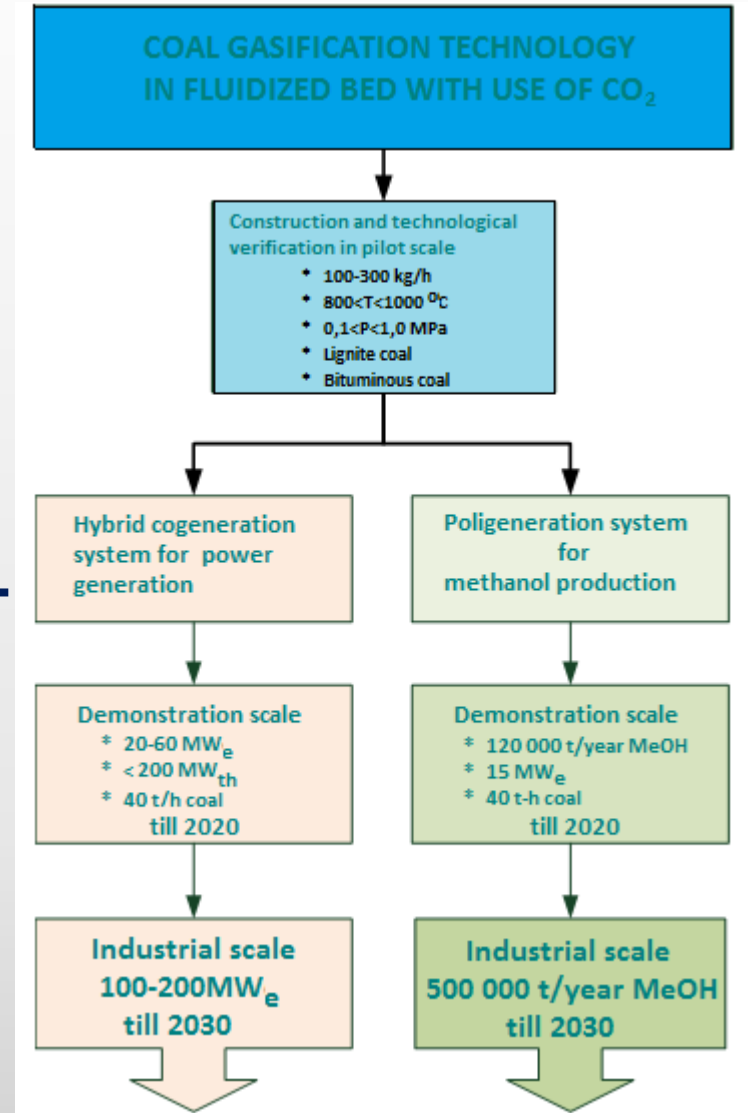 COAL GASIFICATION TECHNOLOGY
IN FLUIDIZED BED WITH USE OF CO₂
Construction and technological
verification in pilot scale
* 100-300 kg/h
* 800<T<1000 ⁰C
* 0,1<P<1,0 MPa
* Lignite coal
* Bituminous coal
Hybrid cogeneration
system for power
generation
Poligeneration system
for
methanol production
Demonstration scale
* 20-60 MWₑ
* <200 MWth
* 40 t/h coal
till 2020
Demonstration scale
* 120 000 t/year MeOH
* 15 MWₑ
* 40 t-h coal
till 2020
Industrial scale
100-200MWₑ
till 2030
Industrial scale
500 000 t/year MeOH
till 2030